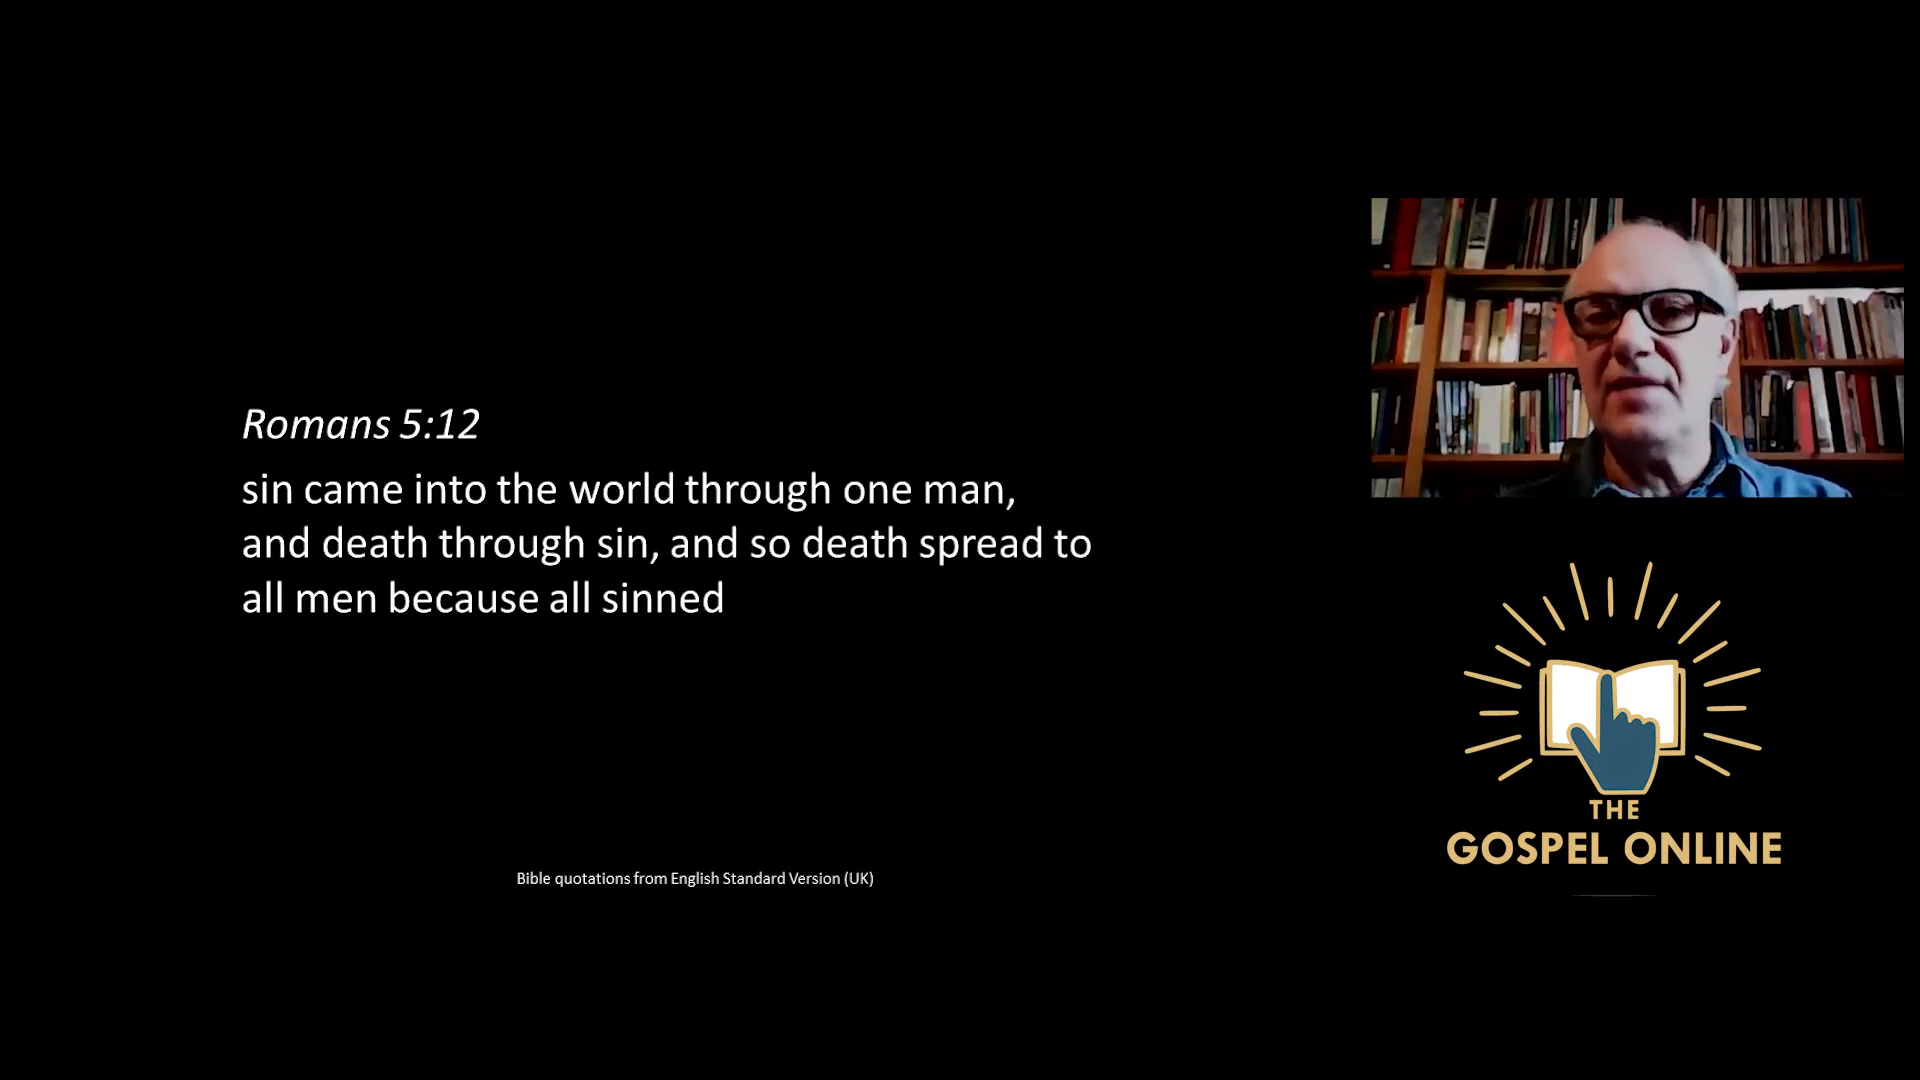 Romans 5:12
sin came into the world through one man,
and death through sin, and so death spread to
all men because all sinned
Bible quotations from English Standard Version (UK)
THE
GOSPEL ONLINE